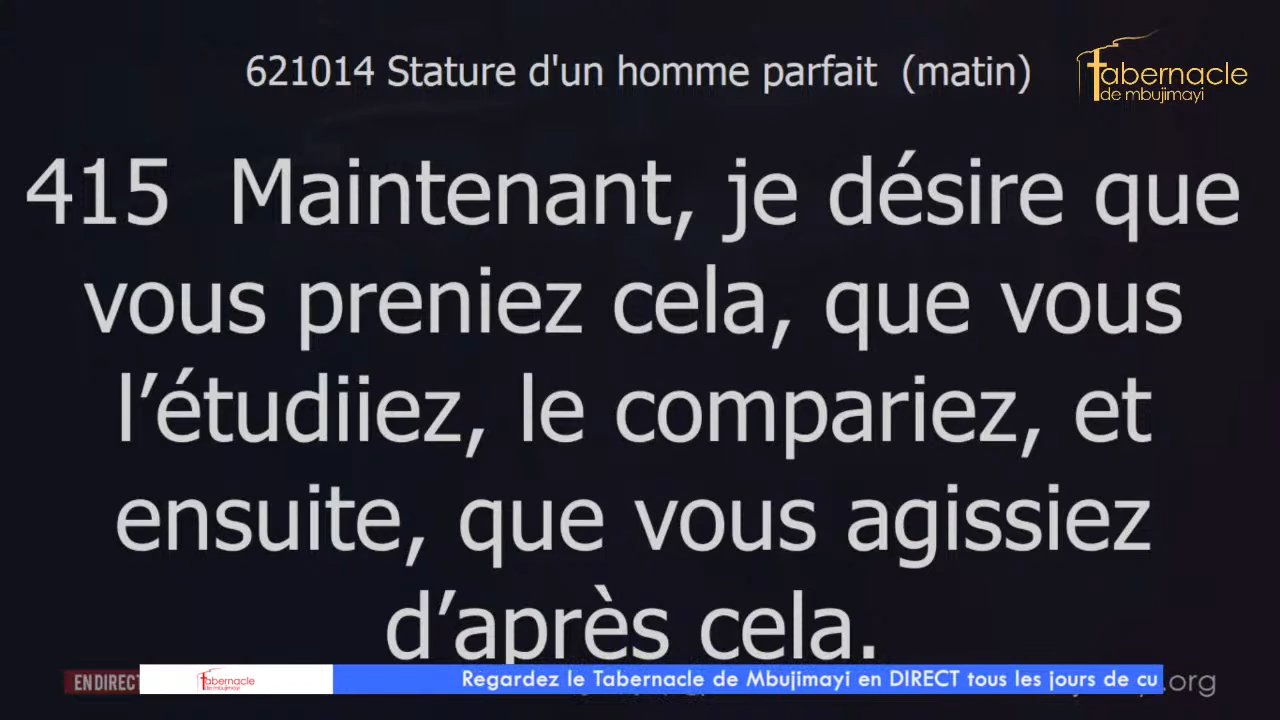 621014 Stature d'un homme parfait (matin)
Tabernacle
de mbujimayi
415 Maintenant, je désire que
vous preniez cela, que vous
l’étudiiez, le compariez, et
ensuite, que vous agissiez
d’après cela.
EN DIRECT
Tabernacle
de mbujimayi
Regardez le Tabernacle de Mbujimayi en DIRECT tous les jours de cu
.org